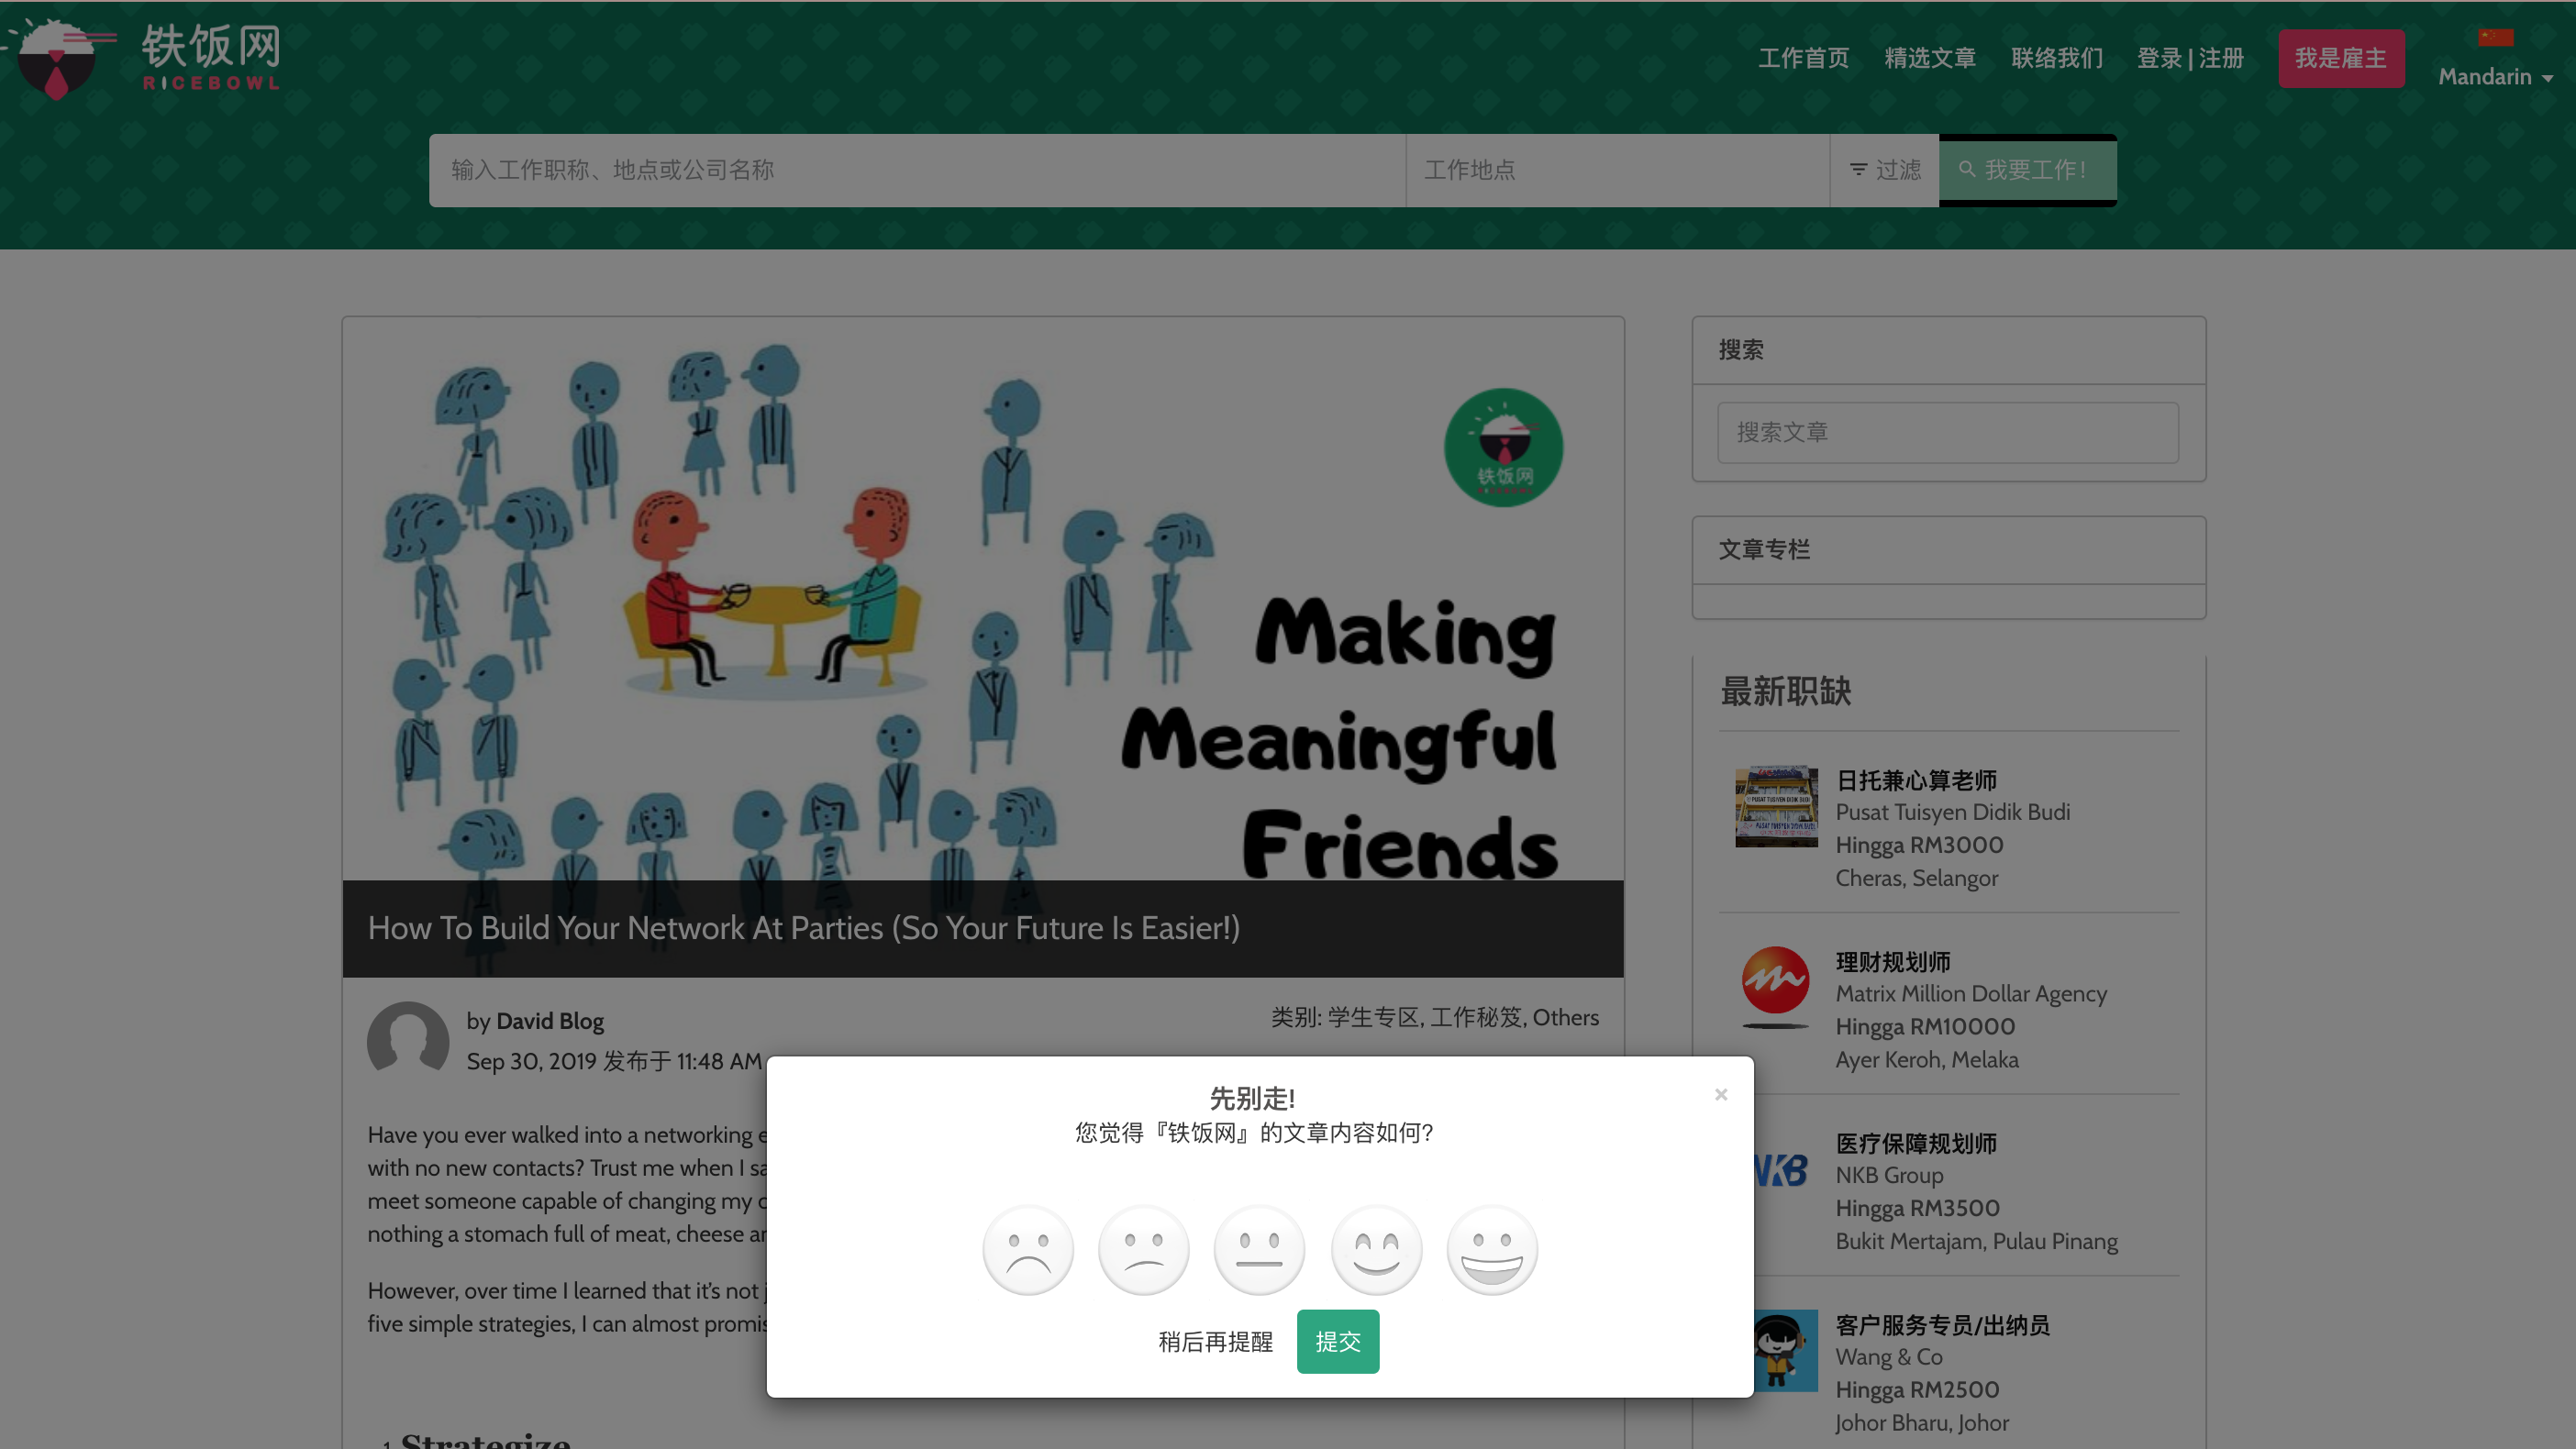 铁饭网
RICEBOWL
工作首页
精选文章
联络我们
登录 | 注册
我是雇主
Mandarin
输入工作职称、地点或公司名称
工作地点
过滤
我要工作！
铁饭网
Making
Meaningful
Friends
How To Build Your Network At Parties (So Your Future Is Easier!)
by David Blog
Sep 30, 2019 发布于 11:48 AM
类别: 学生专区, 工作秘笈, Others
Have you ever walked into a networking
with no new contacts? Trust me when I
meet someone capable of changing my
nothing a stomach full of meat, cheese
However, over time I learned that it’s not
five simple strategies, I can almost
1. Strategize
搜索
搜索文章
文章专栏
最新职缺
PUSAT TUISYEN DIDIK BUDI
日托兼心算老师
Pusat Tuisyen Didik Budi
Hingga RM3000
Cheras, Selangor
理财规划师
Matrix Million Dollar Agency
Hingga RM10000
Ayer Keroh, Melaka
NKB
医疗保障规划师
NKB Group
Hingga RM3500
Bukit Mertajam, Pulau Pinang
客户服务专员/出纳员
Wang & Co
Hingga RM2500
Johor Bharu, Johor
先别走!
×
您觉得『铁饭网』的文章内容如何?
稍后再提醒
提交